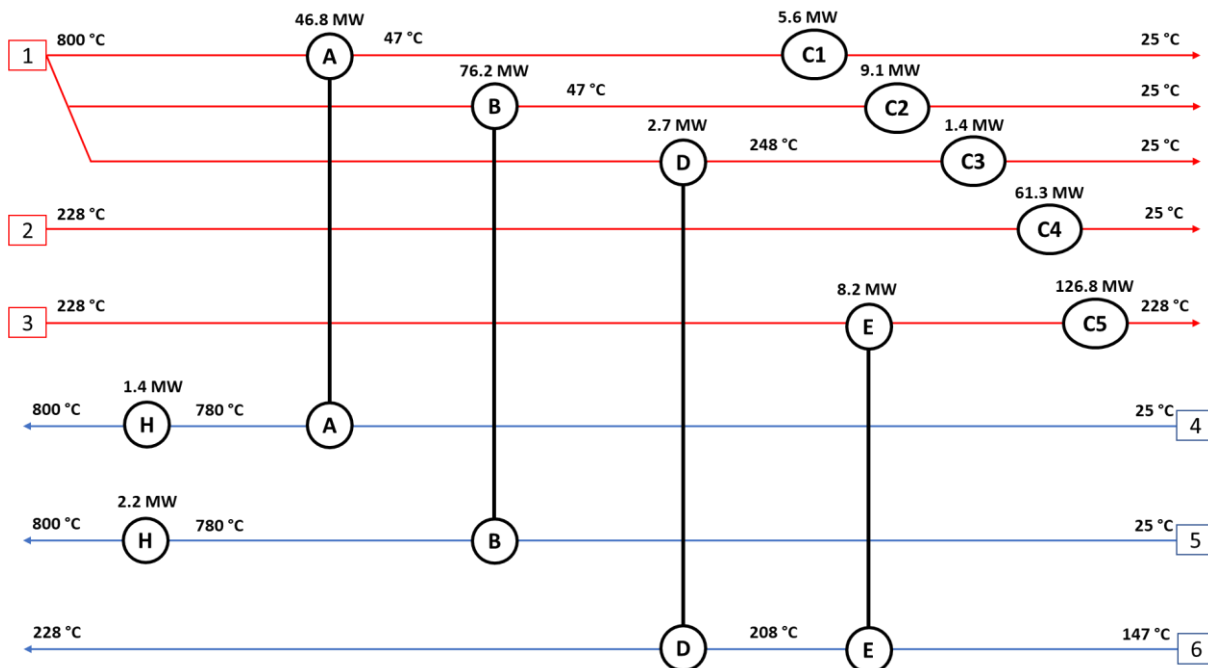 46.8 MW 5.6 MW
1 800 °C A 47 °C C1 25 °C
76.2 MW 9.1 MW
B 47 °C C2 25 °C
2.7 MW 1.4 MW
D 248 °C C3 25 °C
61.3 MW
2 228 °C C4 25 °C
8.2 MW 126.8 MW
3 228 °C E C5 228 °C
1.4 MW
800 °C H 780 °C A 25 °C 4
2.2 MW
800 °C H 780 °C B 25 °C 5
228 °C D 208 °C E 147 °C 6